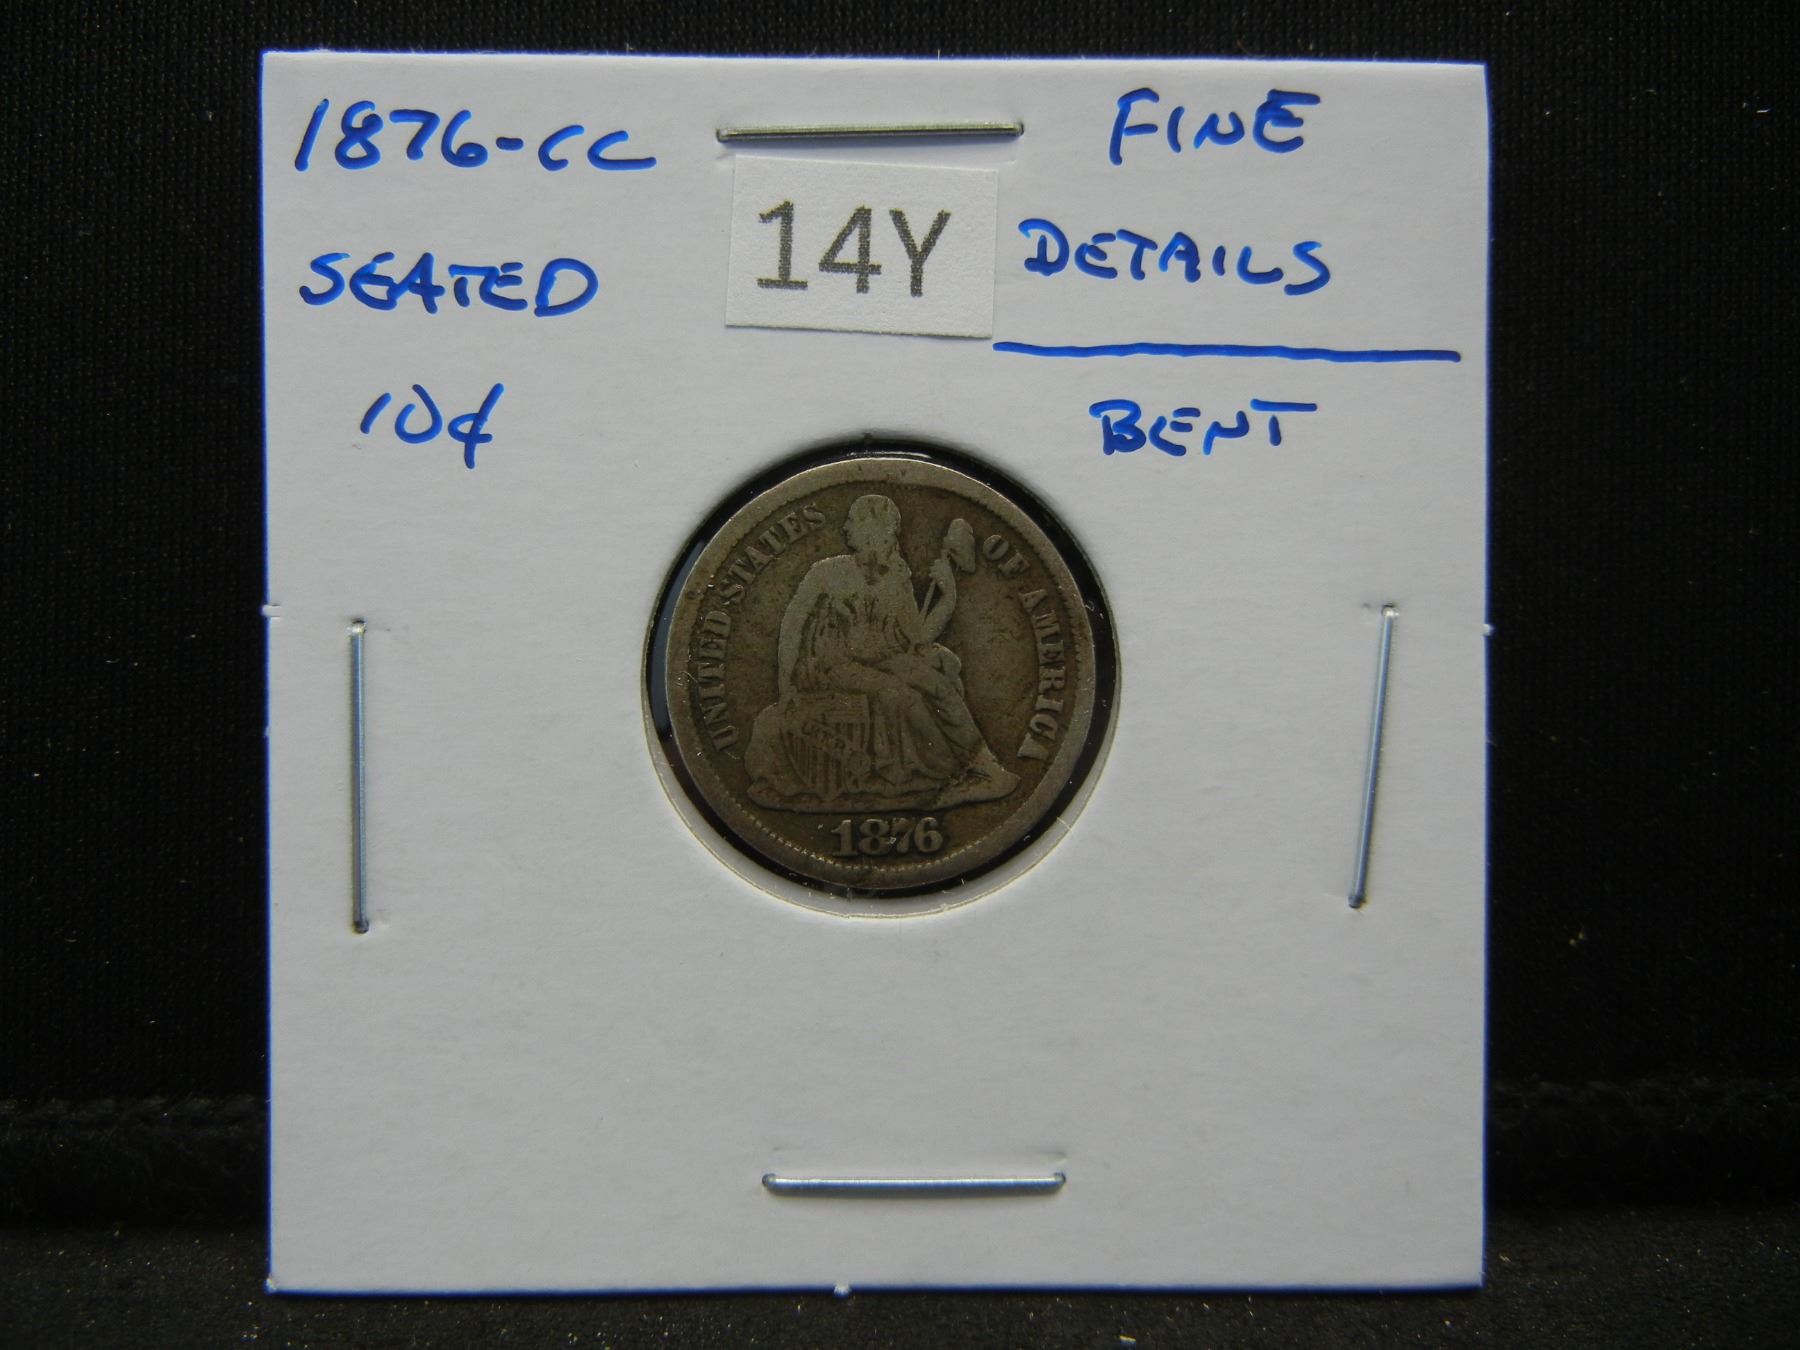 1876-CC
SEATED
10¢
14Y
FINE
DETAILS
BENT
UNITED STATES OF AMERICA
1876